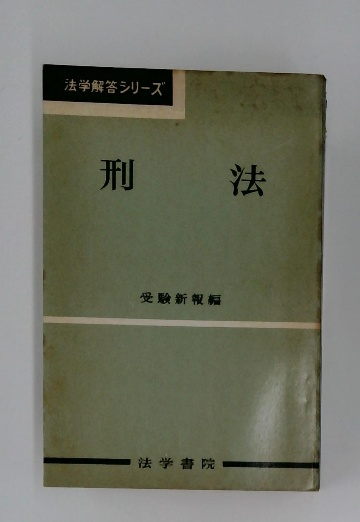 法学解答シリーズ
刑法
受験新報編
法学書院